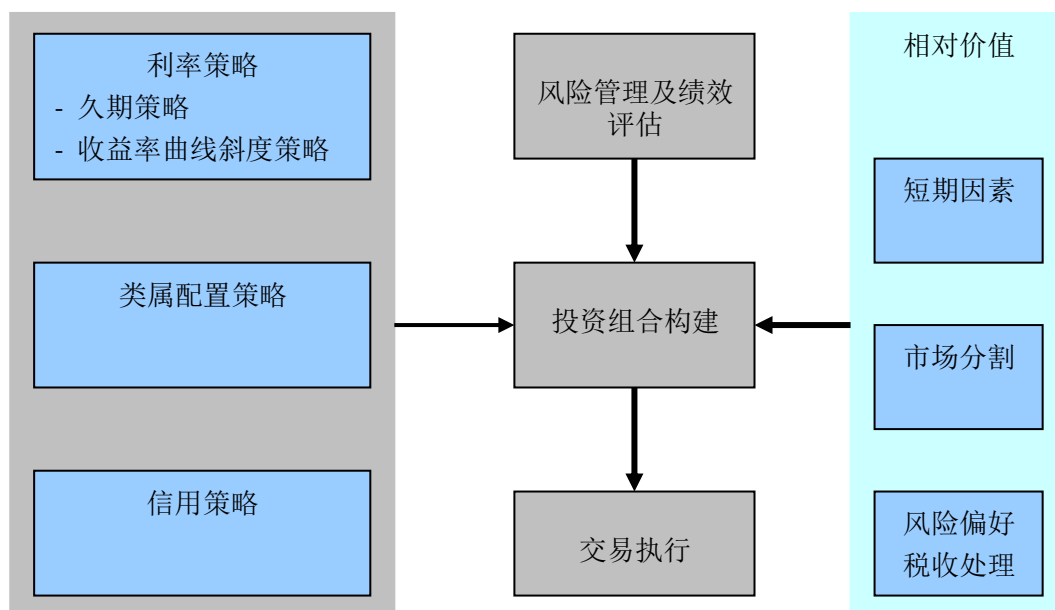 利率策略
- 久期策略
- 收益率曲线斜度策略
类属配置策略
信用策略
风险管理及绩效
评估
投资组合构建
交易执行
相对价值
短期因素
市场分割
风险偏好
税收处理